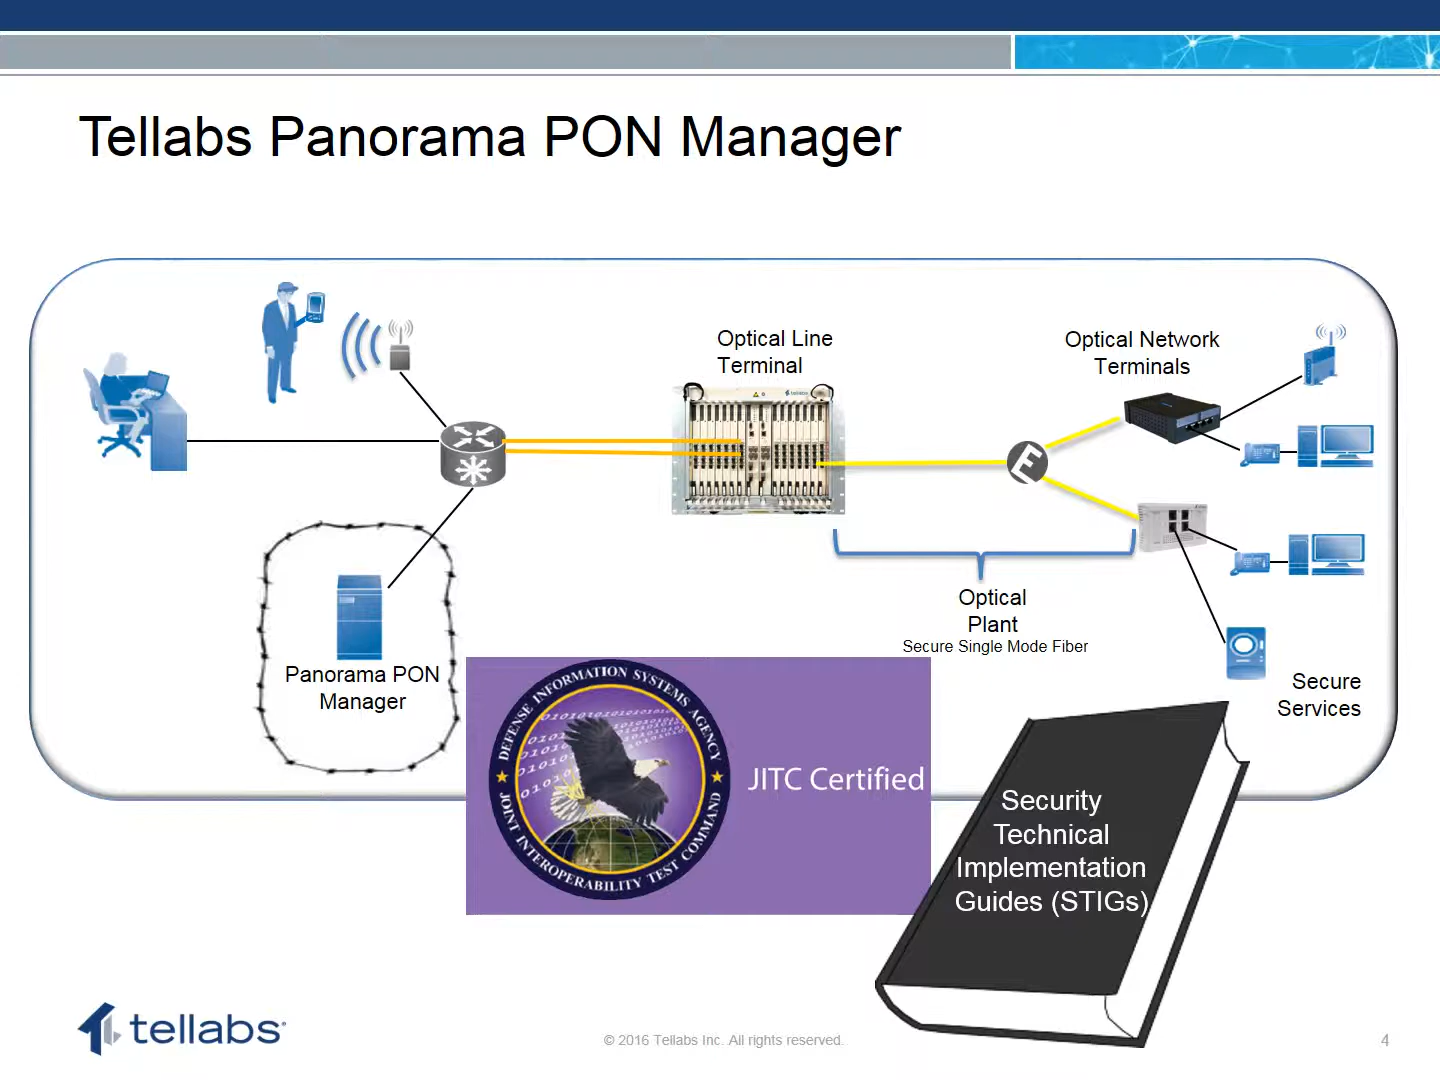 Tellabs Panorama PON Manager
Optical Line
Terminal
tellabs
Optical Network
Terminals
Optical
Plant
Secure Single Mode Fiber
Panorama PON
Manager
Secure
Services
DEFENSE INFORMATION SYSTEMS AGENCY
JOINT INTEROPERABILITY TEST COMMAND
JITC Certified
Security
Technical
Implementation
Guides (STIGs)
tellabs
© 2016 Tellabs Inc. All rights reserved.
4